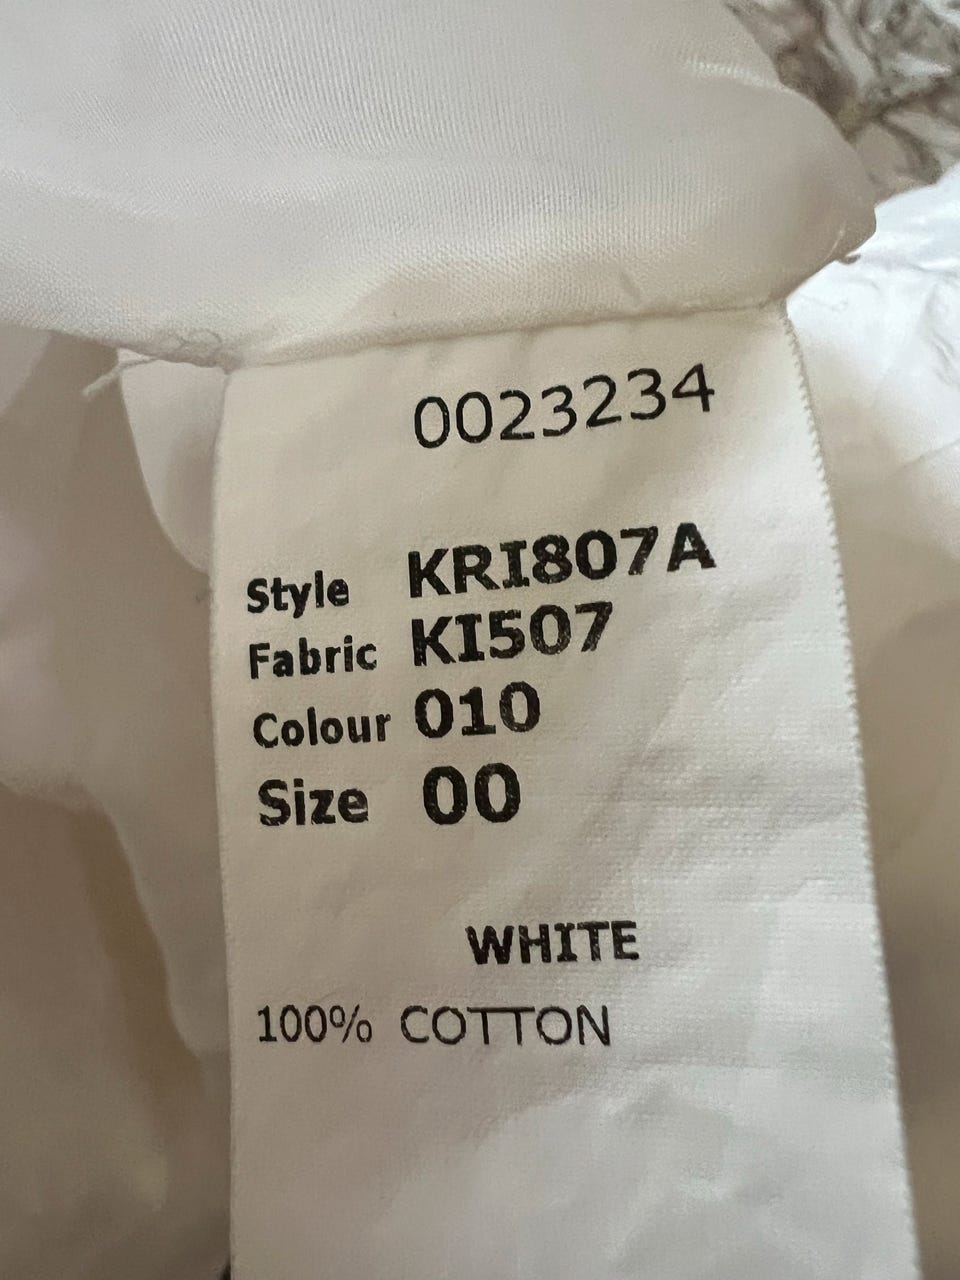 0023234
Style KRI807A
Fabric KI507
Colour 010
Size 00
WHITE
100% COTTON